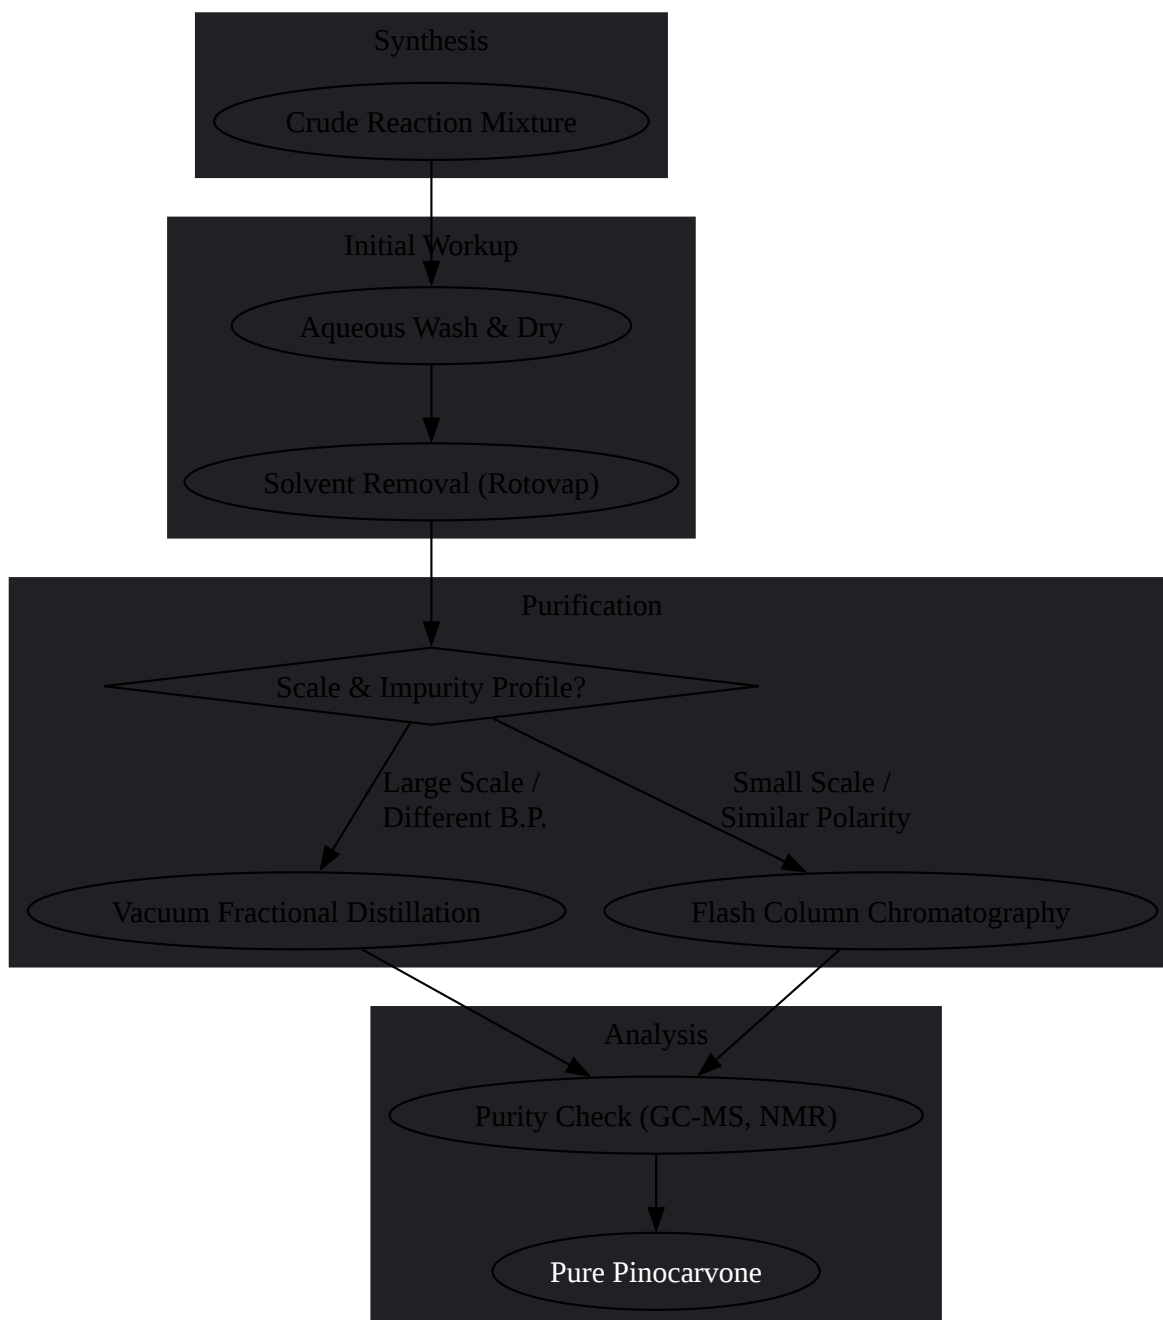 Synthesis
Crude Reaction Mixture
Initial Workup
Aqueous Wash & Dry
Solvent Removal (Rotovap)
Purification
Scale & Impurity Profile?
Large Scale /
Different B.P.
Small Scale /
Similar Polarity
Vacuum Fractional Distillation
Flash Column Chromatography
Analysis
Purity Check (GC-MS, NMR)
Pure Pinocarvone